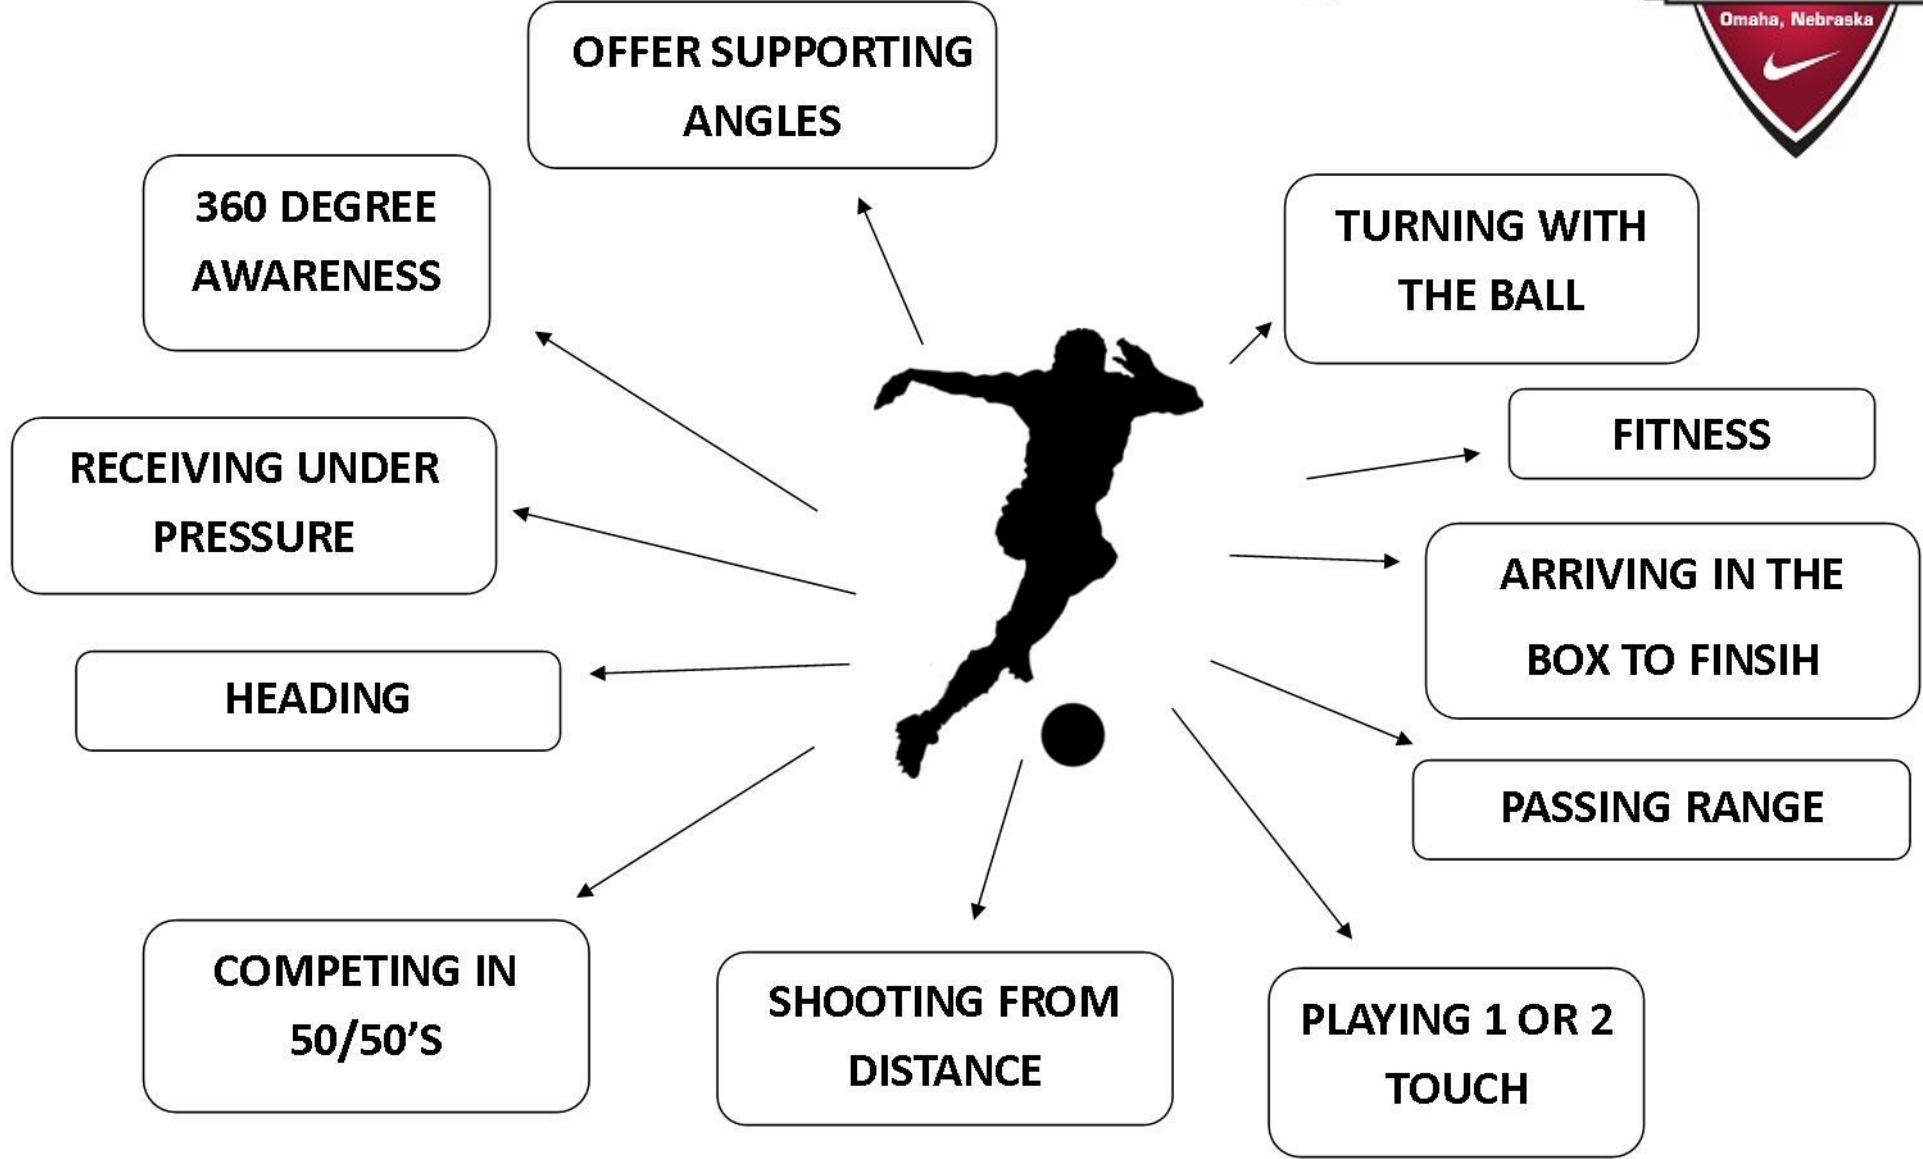 Omaha, Nebraska
OFFER SUPPORTING
ANGLES
360 DEGREE
AWARENESS
TURNING WITH
THE BALL
RECEIVING UNDER
PRESSURE
FITNESS
HEADING
ARRIVING IN THE
BOX TO FINSIH
PASSING RANGE
COMPETING IN
50/50’S
SHOOTING FROM
DISTANCE
PLAYING 1 OR 2
TOUCH